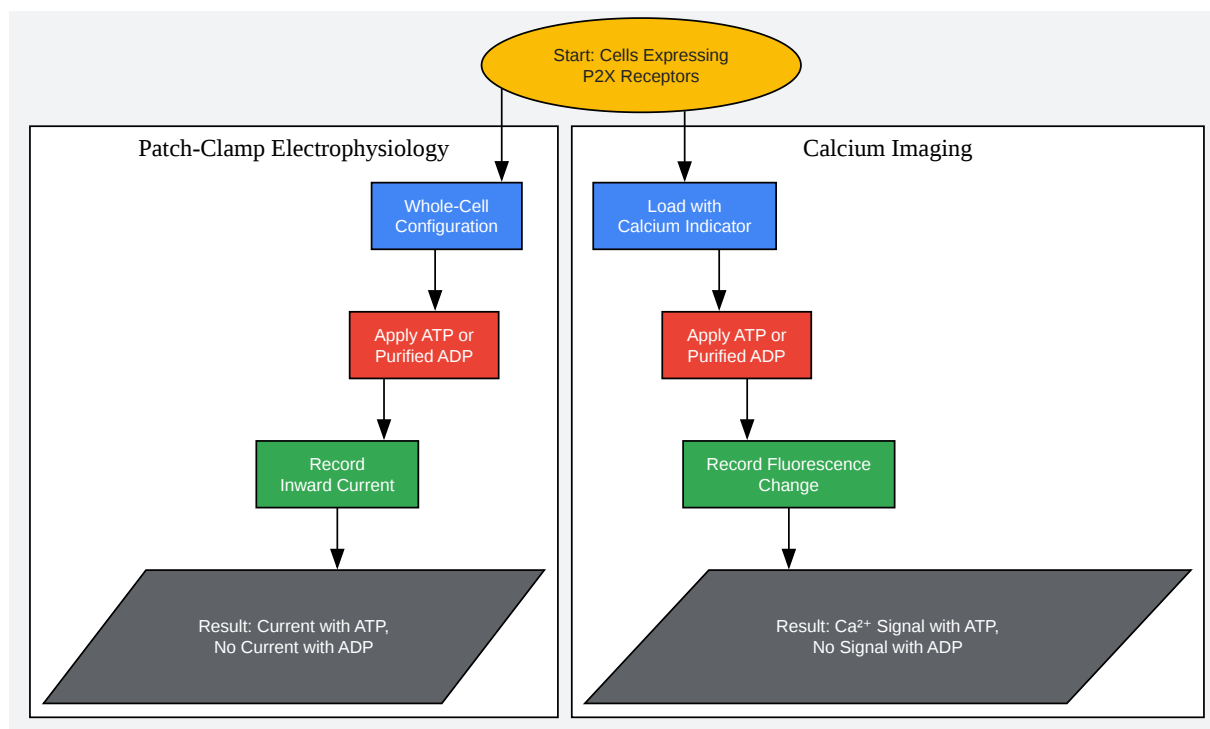 Start: Cells Expressing
P2X Receptors
Patch-Clamp Electrophysiology
Whole-Cell
Configuration
Apply ATP or
Purified ADP
Record
Inward Current
Result: Current with ATP,
No Current with ADP
Calcium Imaging
Load with
Calcium Indicator
Apply ATP or
Purified ADP
Record Fluorescence
Change
Result: Ca²⁺ Signal with ATP,
No Signal with ADP